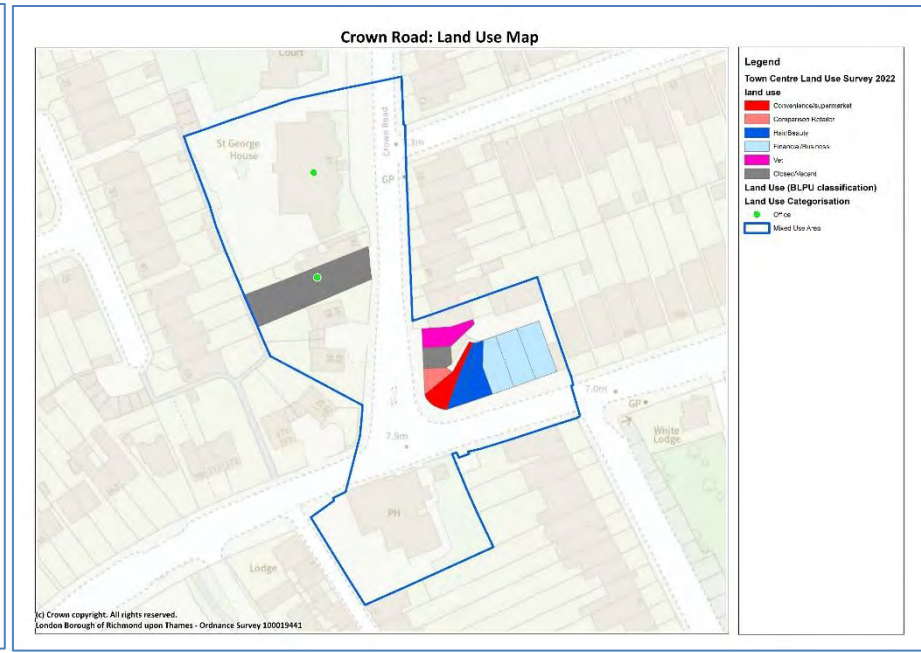 Crown Road: Land Use Map
Court
St George
House
Crown Road
GP
7.9m
7.0m
GP
White
Lodge
PH
Lodge
(c) Crown copyright. All rights reserved.
London Borough of Richmond upon Thames - Ordnance Survey 100019441
Legend
Town Centre Land Use Survey 2022
land use
Convenience/supermarket
Comparison Retailer
Hair/Beauty
Financial/Business
Vet
Closed/Vacant
Land Use (BLPU classification)
Land Use Categorisation
Office
Mixed Use Area